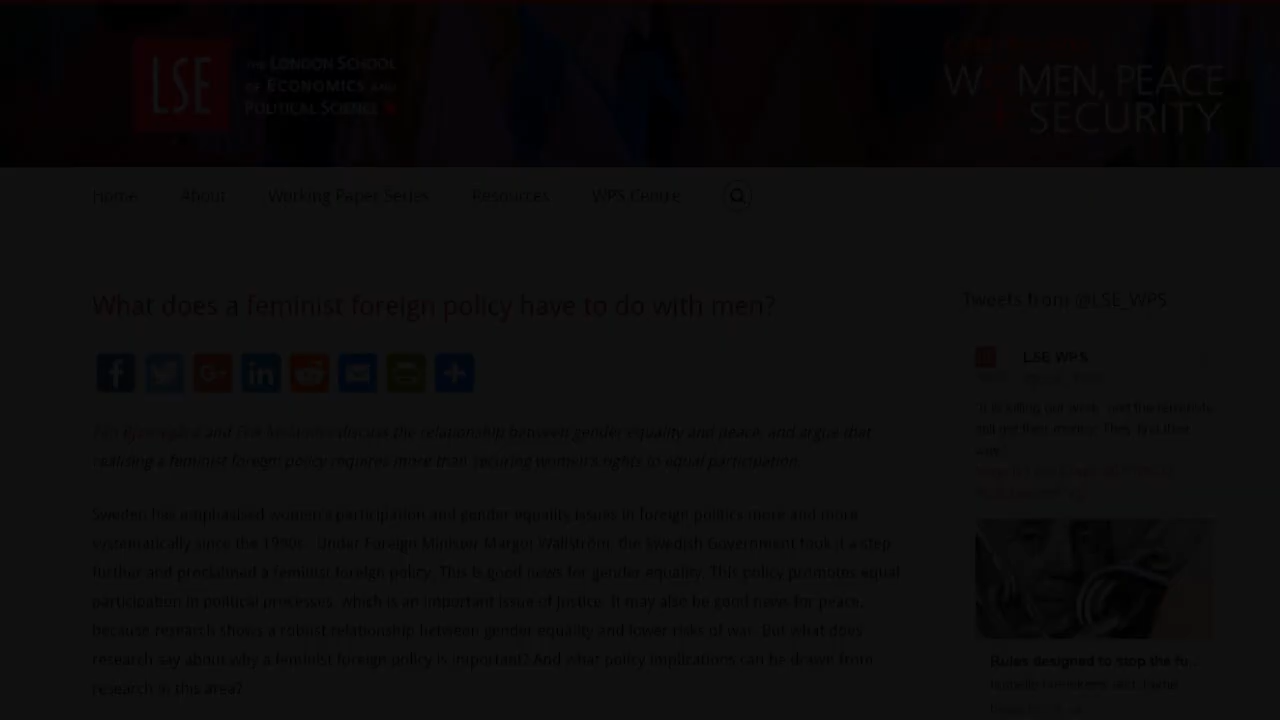 LSE
THE LONDON SCHOOL
OF ECONOMICS AND
POLITICAL SCIENCE
WOMEN, PEACE
SECURITY
Home About Working Paper Series Resources WPS Centre
What does a feminist foreign policy have to do with men?
Tweets from @LSE_WPS
LSE WPS
and discuss the relationship between gender equality and peace, and argue that
realizing a feminist foreign policy requires more than securing women's rights to equal participation.
Sweden has emphasised women's participation and gender equality issues in foreign politics more and more
systematically since the 1990s. Under Foreign Minister Margot Wallström, the Swedish Government took it a step
further and proclaimed a feminist foreign policy. This is good news for gender equality. This policy promotes equal
participation in political processes, which is an important issue of justice. It may also be good news for peace,
because research shows a robust relationship between gender equality and lower risks of war. But what does
research say about why a feminist foreign policy is important? And what policy implications can be drawn from
research in this area?
Rules designed to stop the fu...